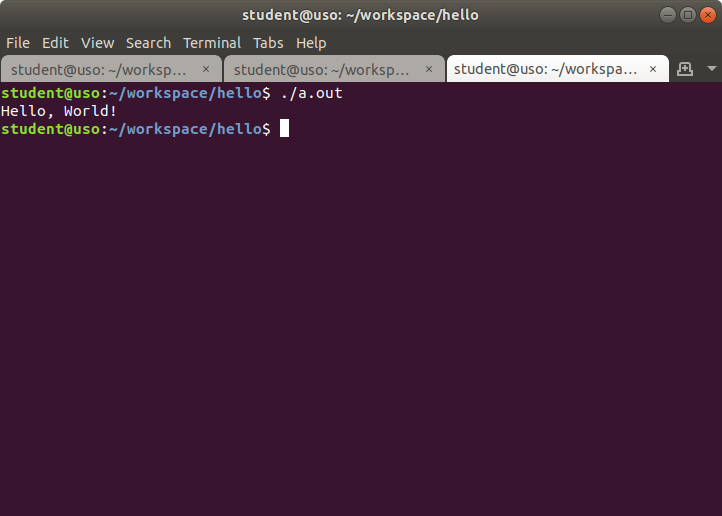 student@uso: ~/workspace/hello
File Edit View Search Terminal Tabs Help
student@uso: ~/worksp... × student@uso: ~/worksp... × student@uso: ~/workspa... ×
student@uso:~/workspace/hello$ ./a.out
Hello, World!
student@uso:~/workspace/hello$